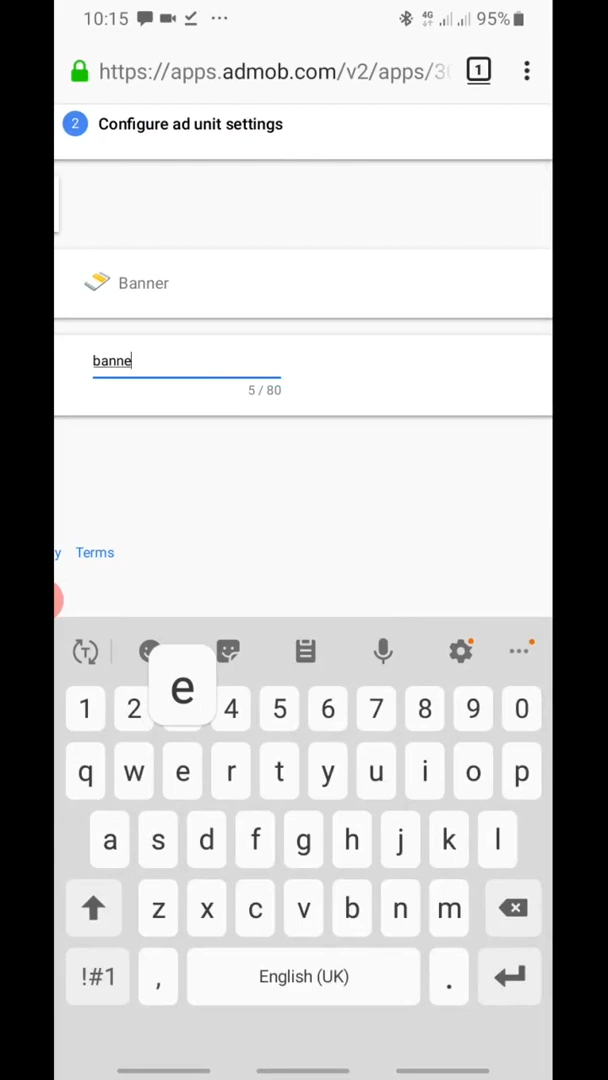 10:15
4G
95%
https://apps.admob.com/v2/apps/3
1
2 Configure ad unit settings
Banner
banne
5 / 80
y Terms
e
1 2 4 5 6 7 8 9 0
q w e r t y u i o p
a s d f g h j k l
z x c v b n m
!#1 , English (UK) .